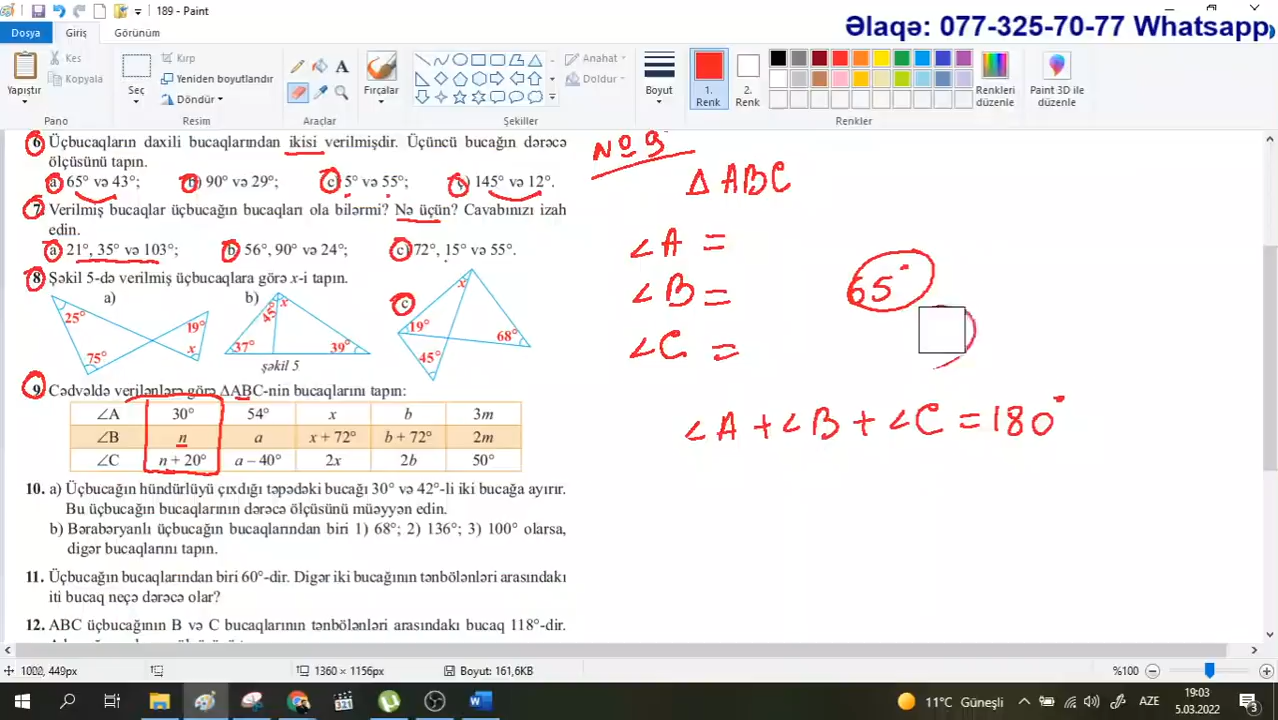 189 - Paint
Əlaqə: 077-325-70-77 Whatsapp
Dosya Giriş Görünüm
Yapıştır
Kes
Kopyala
Seç
Kırp
Yeniden boyutlandır
Döndür
A
Fırçalar
Anahat
Doldur
Boyut
1.
Renk
2.
Renk
Renkleri
düzenle
Paint 3D ile
düzenle
Pano Resim Araçlar Şekiller Renkler
6 Üçbucaqların daxili bucaqlarından ikisi verilmişdir. Üçüncü bucağın dərəcə
ölçüsünü tapın.
a) 65° və 43°; b) 90° və 29°; c) 5° və 55°; ç) 145° və 12°.
7. Verilmiş bucaqlar üçbucağın bucaqları ola bilərmi? Nə üçün? Cavabınızı izah
edin.
a) 21°, 35° və 103°; b) 56°, 90° və 24°; c) 72°, 15° və 55°.
8. Şəkil 5-də verilmiş üçbucaqlara görə x-i tapın.
a) b) c
25° 19° x 75°
45° x 37° 39°
x 19° 68° 45°
şəkil 5
9. Cədvəldə verilənlərə görə ΔABC-nin bucaqlarını tapın:
∠A 30° 54° x b 3m
∠B n a x + 72° b + 72° 2m
∠C n + 20° a – 40° 2x 2b 50°
10. a) Üçbucağın hündürlüyü çıxdığı təpədəki bucağı 30° və 42°-li iki bucağa ayırır.
Bu üçbucağın bucaqlarının dərəcə ölçüsünü müəyyən edin.
b) Bərabəryanlı üçbucağın bucaqlarından biri 1) 68°; 2) 136°; 3) 100° olarsa,
digər bucaqlarını tapın.
11. Üçbucağın bucaqlarından biri 60°-dir. Digər iki bucağının tənbölənləri arasındakı
iti bucaq neçə dərəcə olar?
12. ABC üçbucağının B və C bucaqlarının tənbölənləri arasındakı bucaq 118°-dir.
№ 9
Δ ABC
∠A =
∠B =
∠C =
65°
∠A + ∠B + ∠C = 180°
1000, 449px
1360 × 1156px
Boyut: 161,6KB
%100
11°C Güneşli
AZE
19:03
5.03.2022
3